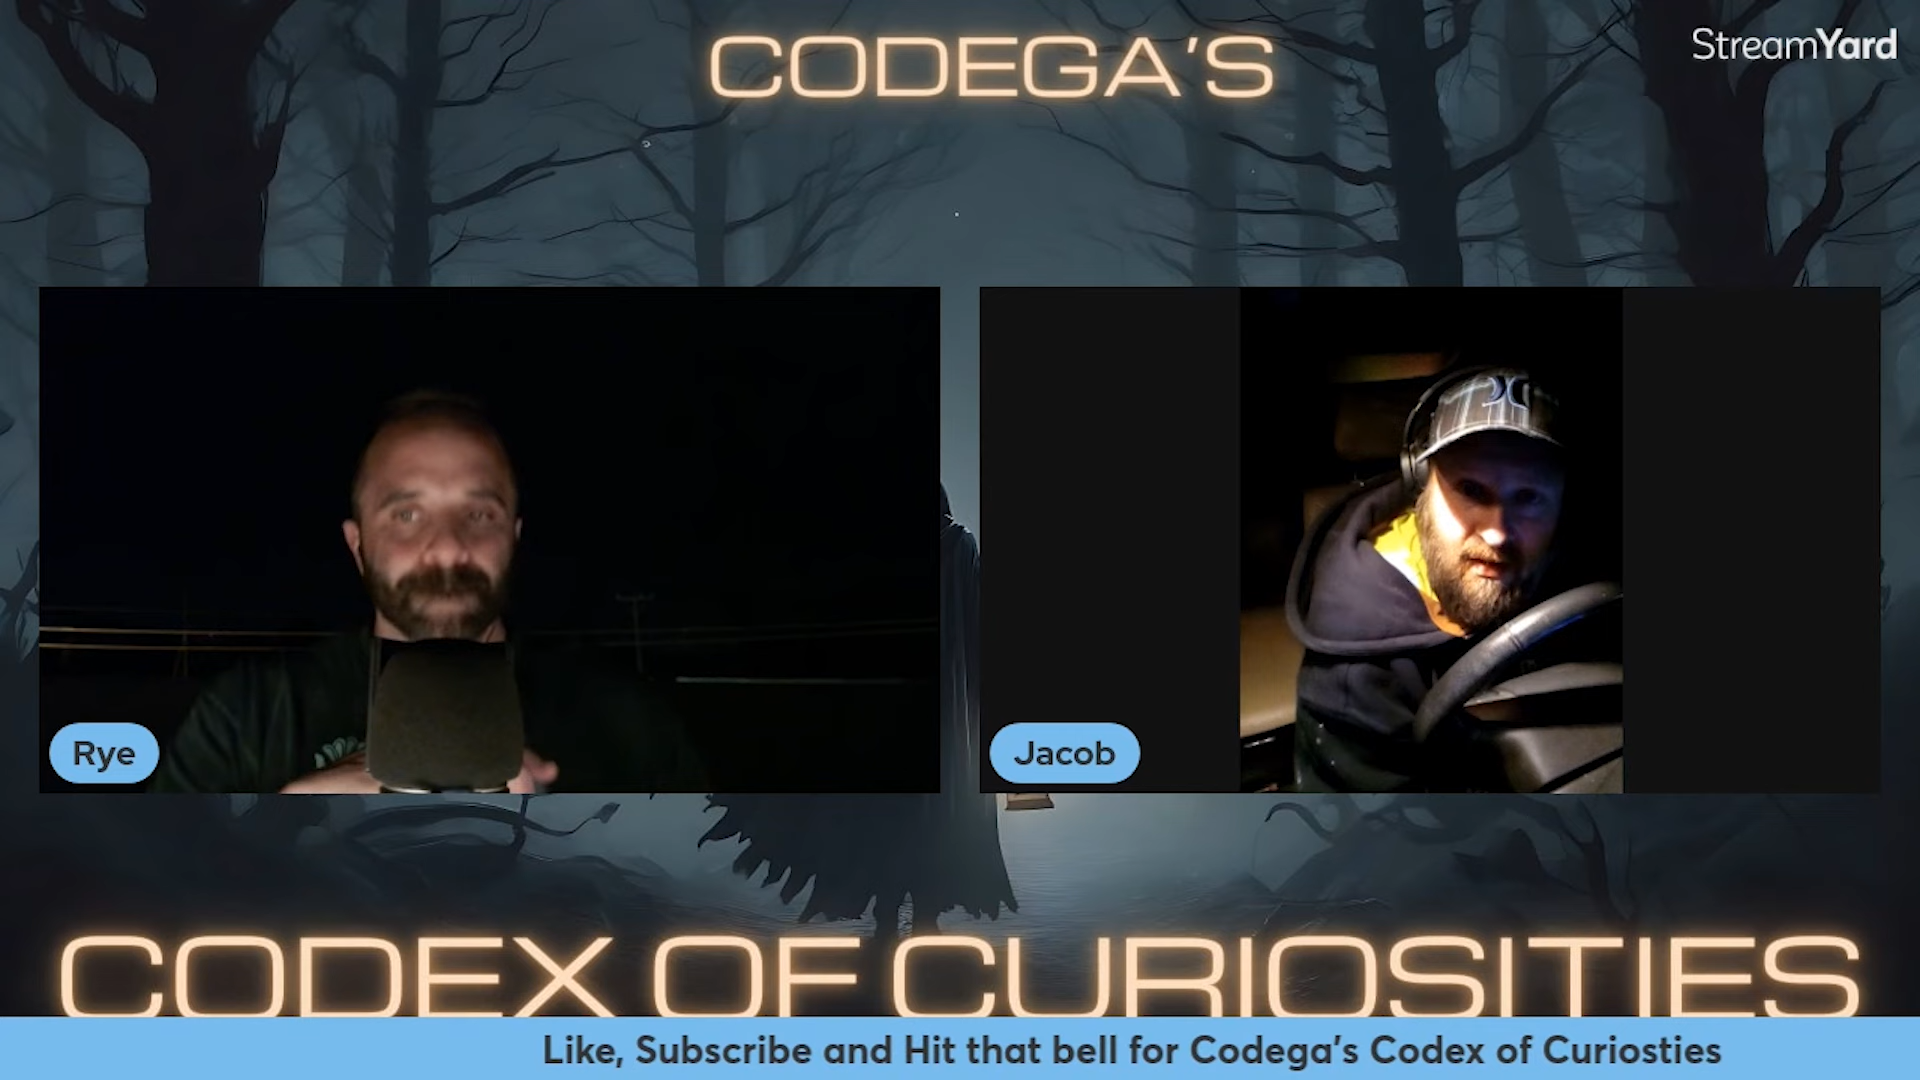 CODEGA'S
StreamYard
Rye
Jacob
CODEX OF CURIOSITIES
Like, Subscribe and Hit that bell for Codega's Codex of Curiosties